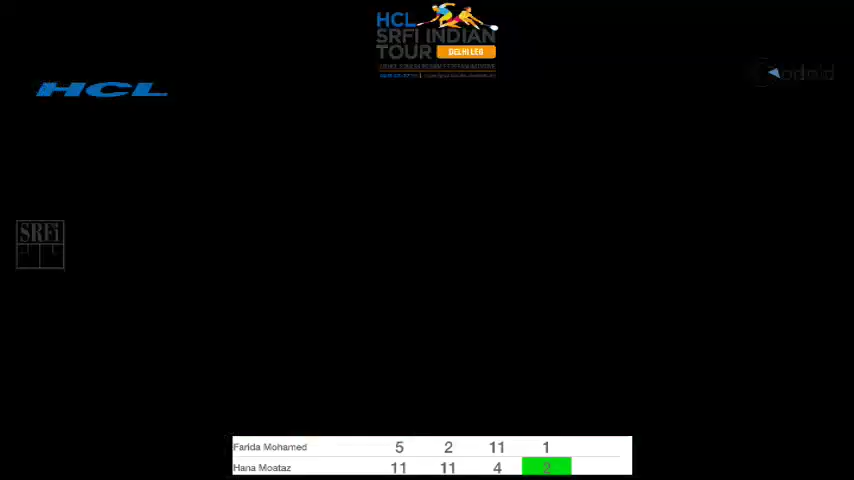 HCL
SRFI INDIAN
TOUR DELHI LEG
HCL
SRFi
Farida Mohamed 5 2 11 1
Hana Moataz 11 11 4 2